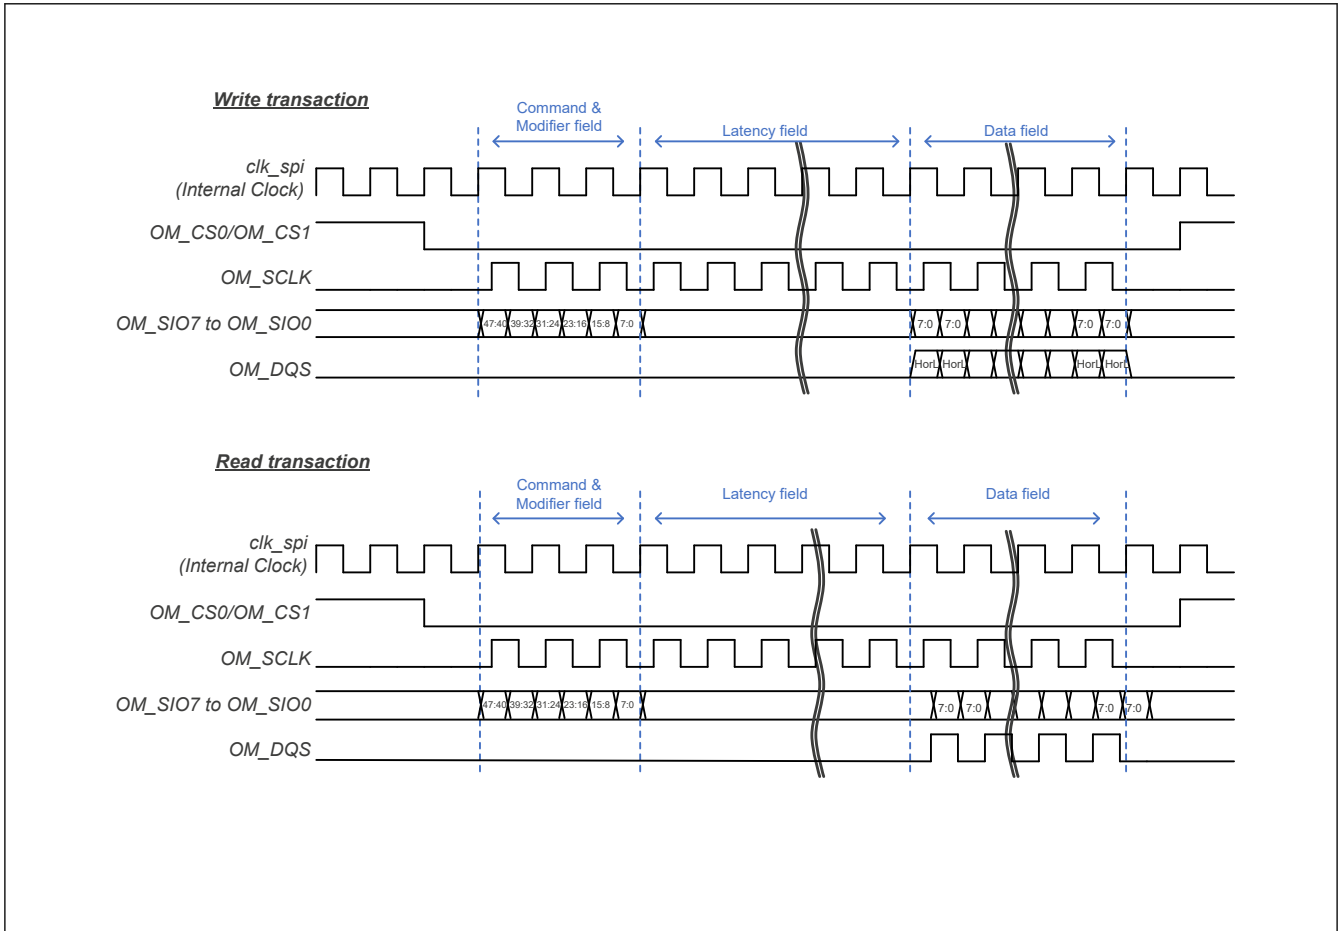 Write transaction
Command &
Modifier field
Latency field
Data field
clk_spi
(Internal Clock)
OM_CS0/OM_CS1
OM_SCLK
OM_SIO7 to OM_SIO0
47:40 39:32 31:24 23:16 15:8 7:0 7:0 7:0 7:0 7:0
OM_DQS
HorL HorL HorL HorL
Read transaction
Command &
Modifier field
Latency field
Data field
clk_spi
(Internal Clock)
OM_CS0/OM_CS1
OM_SCLK
OM_SIO7 to OM_SIO0
47:40 39:32 31:24 23:16 15:8 7:0 7:0 7:0 7:0 7:0
OM_DQS